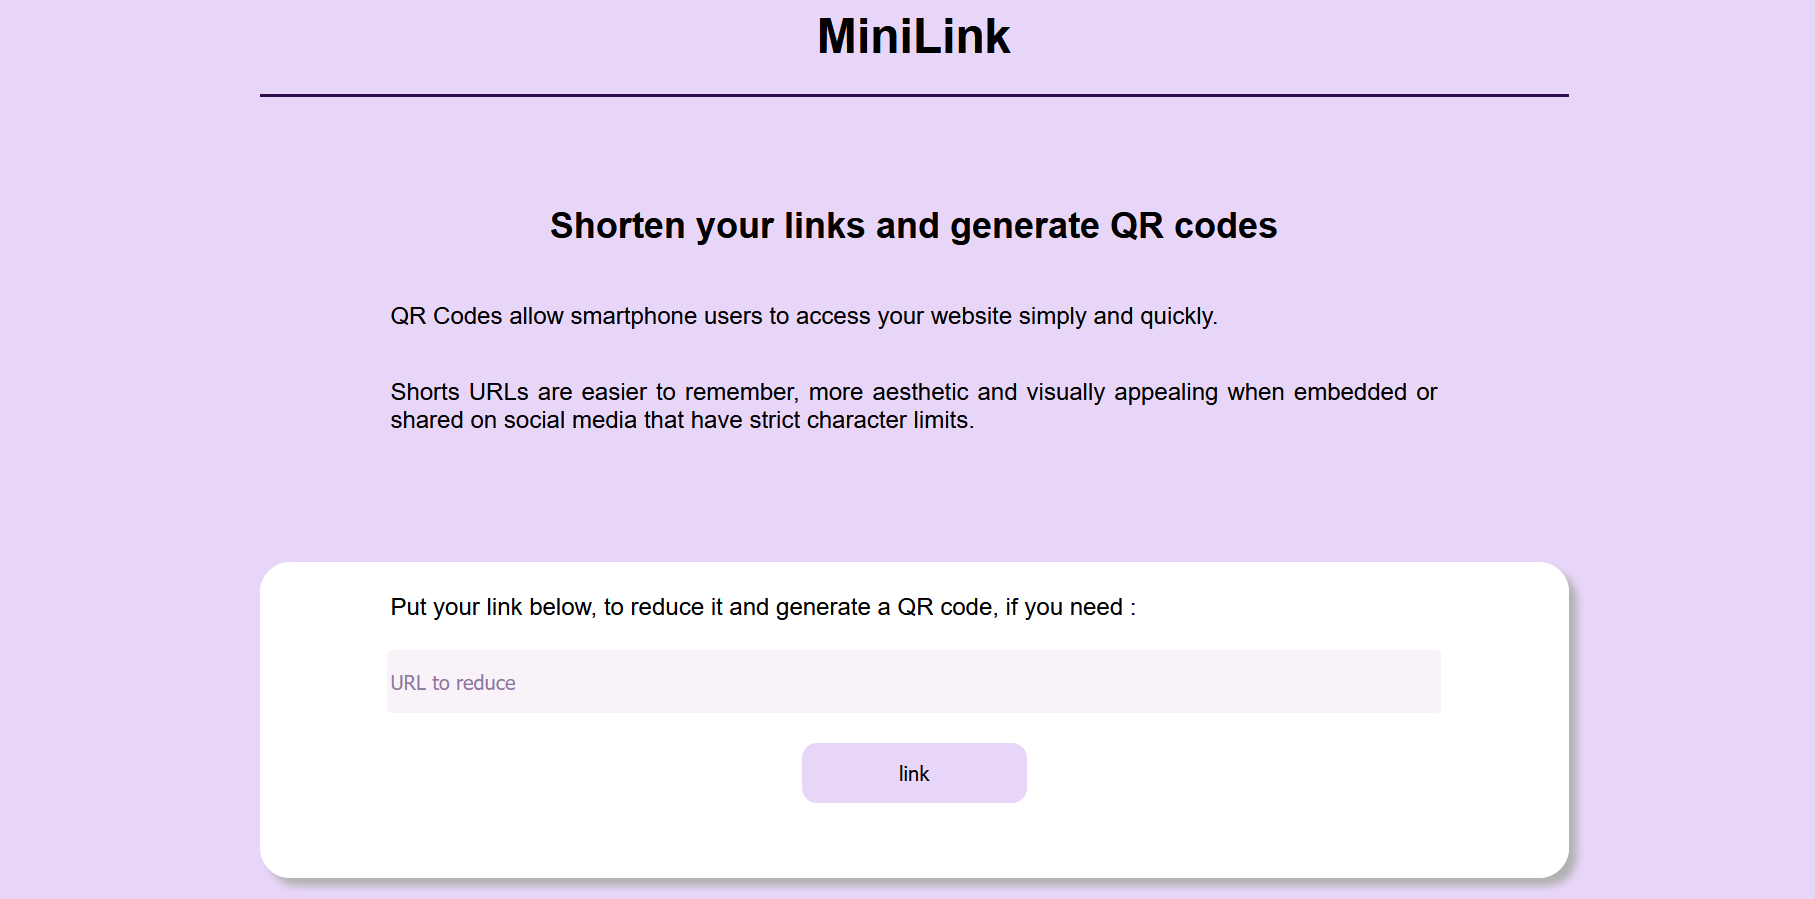 MiniLink
Shorten your links and generate QR codes
QR Codes allow smartphone users to access your website simply and quickly.
Shorts URLs are easier to remember, more aesthetic and visually appealing when embedded or
shared on social media that have strict character limits.
Put your link below, to reduce it and generate a QR code, if you need :
URL to reduce
link